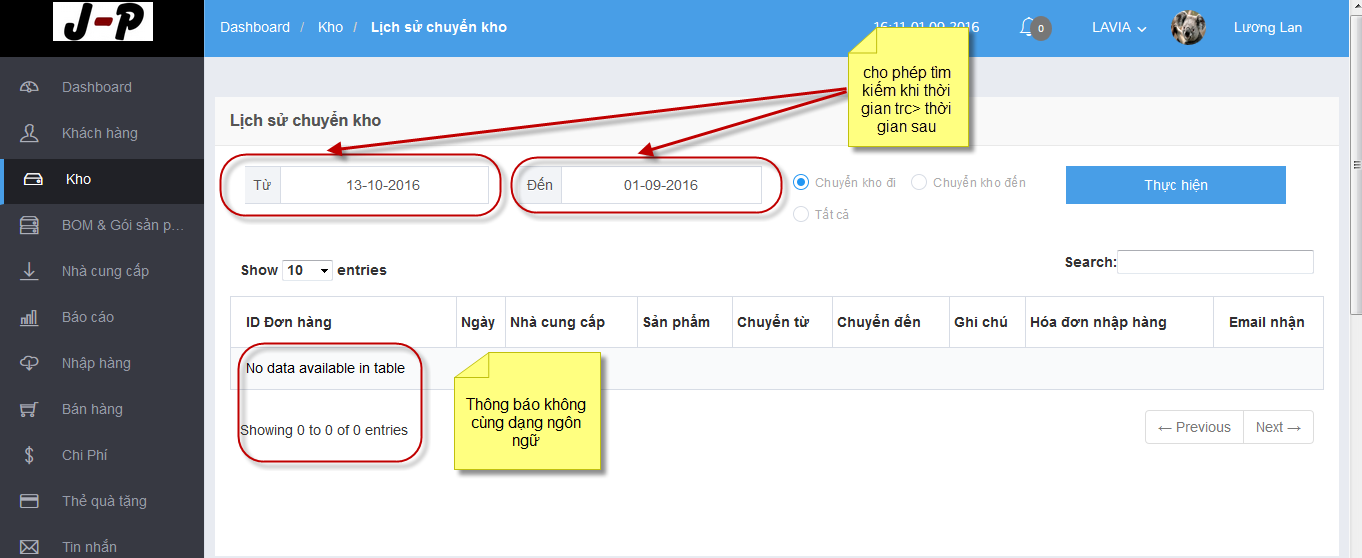 J-P
Dashboard / Kho / Lịch sử chuyển kho
16:11 01-09-2016
0
LAVIA
Lương Lan
Dashboard
Khách hàng
Kho
BOM & Gói sản p...
Nhà cung cấp
Báo cáo
Nhập hàng
Bán hàng
Chi Phí
Thẻ quà tặng
Tin nhắn
cho phép tìm
kiếm khi thời
gian trc> thời
gian sau
Lịch sử chuyển kho
Từ 13-10-2016
Đến 01-09-2016
Chuyển kho đi Chuyển kho đến
Tất cả
Thực hiện
Show 10 entries
Search:
ID Đơn hàng Ngày Nhà cung cấp Sản phẩm Chuyển từ Chuyển đến Ghi chú Hóa đơn nhập hàng Email nhận
No data available in table
Thông báo không
cùng dạng ngôn
ngữ
Showing 0 to 0 of 0 entries
← Previous Next →